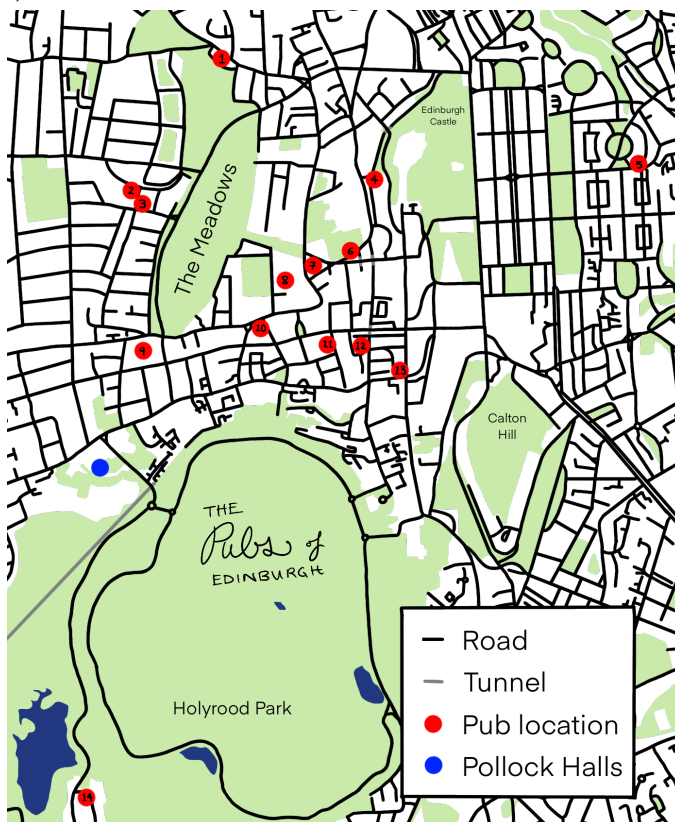 1
Edinburgh
Castle
5
4
2
3
The Meadows
6
7
8
10
11
12
9
13
Calton
Hill
THE
Pubs of
EDINBURGH
Road
Tunnel
Holyrood Park
Pub location
Pollock Halls
14